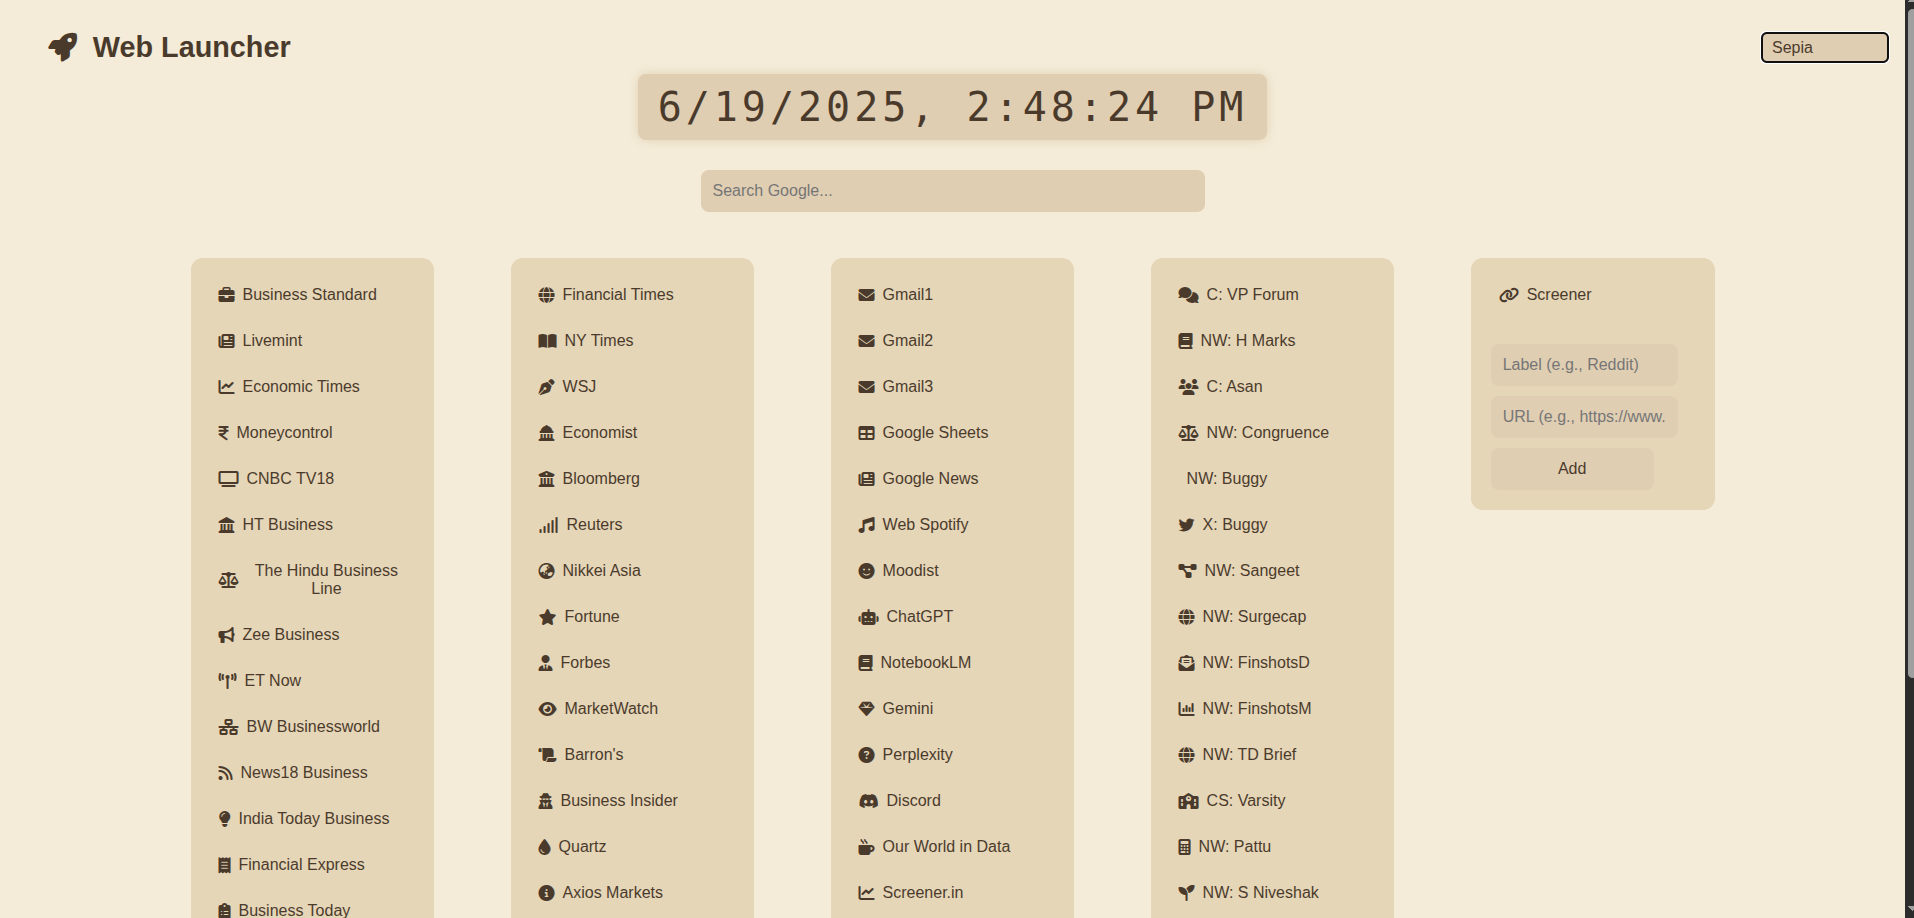 Web Launcher
Sepia
6/19/2025, 2:48:24 PM
Search Google...
Business Standard
Livemint
Economic Times
Moneycontrol
CNBC TV18
HT Business
The Hindu Business
Line
Zee Business
ET Now
BW Businessworld
News18 Business
India Today Business
Financial Express
Business Today
Financial Times
NY Times
WSJ
Economist
Bloomberg
Reuters
Nikkei Asia
Fortune
Forbes
MarketWatch
Barron's
Business Insider
Quartz
Axios Markets
Gmail1
Gmail2
Gmail3
Google Sheets
Google News
Web Spotify
Moodist
ChatGPT
NotebookLM
Gemini
Perplexity
Discord
Our World in Data
Screener.in
C: VP Forum
NW: H Marks
C: Asan
NW: Congruence
NW: Buggy
X: Buggy
NW: Sangeet
NW: Surgecap
NW: FinshotsD
NW: FinshotsM
NW: TD Brief
CS: Varsity
NW: Pattu
NW: S Niveshak
Screener
Label (e.g., Reddit)
URL (e.g., https://www.
Add